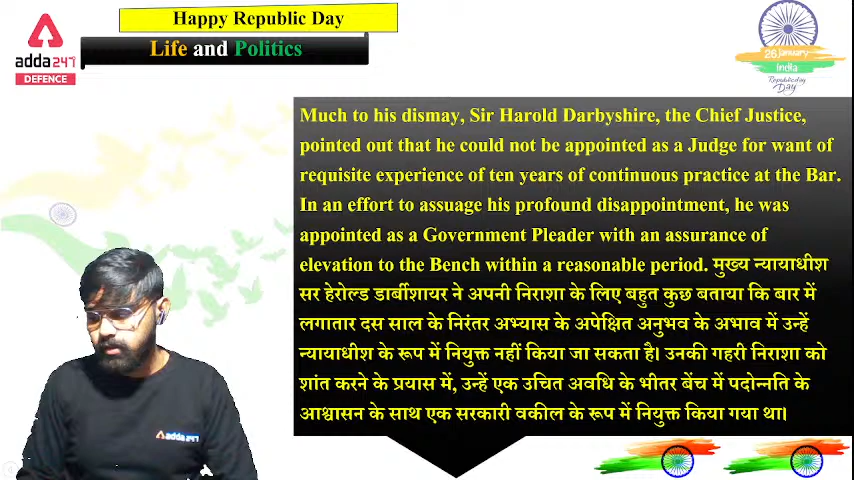 Happy Republic Day
Life and Politics
adda 247
DEFENCE
26 January
India
Republic day
Day
Much to his dismay, Sir Harold Darbyshire, the Chief Justice,
pointed out that he could not be appointed as a Judge for want of
requisite experience of ten years of continuous practice at the Bar.
In an effort to assuage his profound disappointment, he was
appointed as a Government Pleader with an assurance of
elevation to the Bench within a reasonable period. मुख्य न्यायाधीश
सर हेरोल्ड डार्बीशायर ने अपनी निराशा के लिए बहुत कुछ बताया कि बार में
लगातार दस साल के निरंतर अभ्यास के अपेक्षित अनुभव के अभाव में उन्हें
न्यायाधीश के रूप में नियुक्त नहीं किया जा सकता है। उनकी गहरी निराशा को
शांत करने के प्रयास में, उन्हें एक उचित अवधि के भीतर बेंच में पदोन्नति के
आश्वासन के साथ एक सरकारी वकील के रूप में नियुक्त किया गया था।
adda247